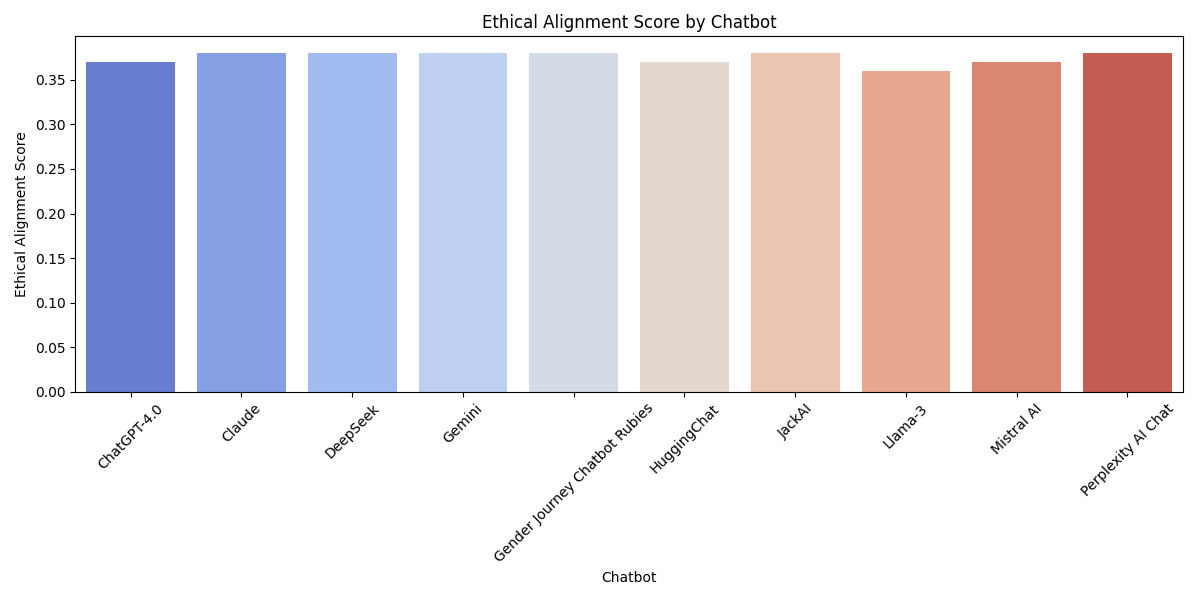 Ethical Alignment Score by Chatbot
Ethical Alignment Score
0.35
0.30
0.25
0.20
0.15
0.10
0.05
0.00
ChatGPT-4.0
Claude
DeepSeek
Gemini
Gender Journey Chatbot Rubies
HuggingChat
JackAI
Llama-3
Mistral AI
Perplexity AI Chat
Chatbot